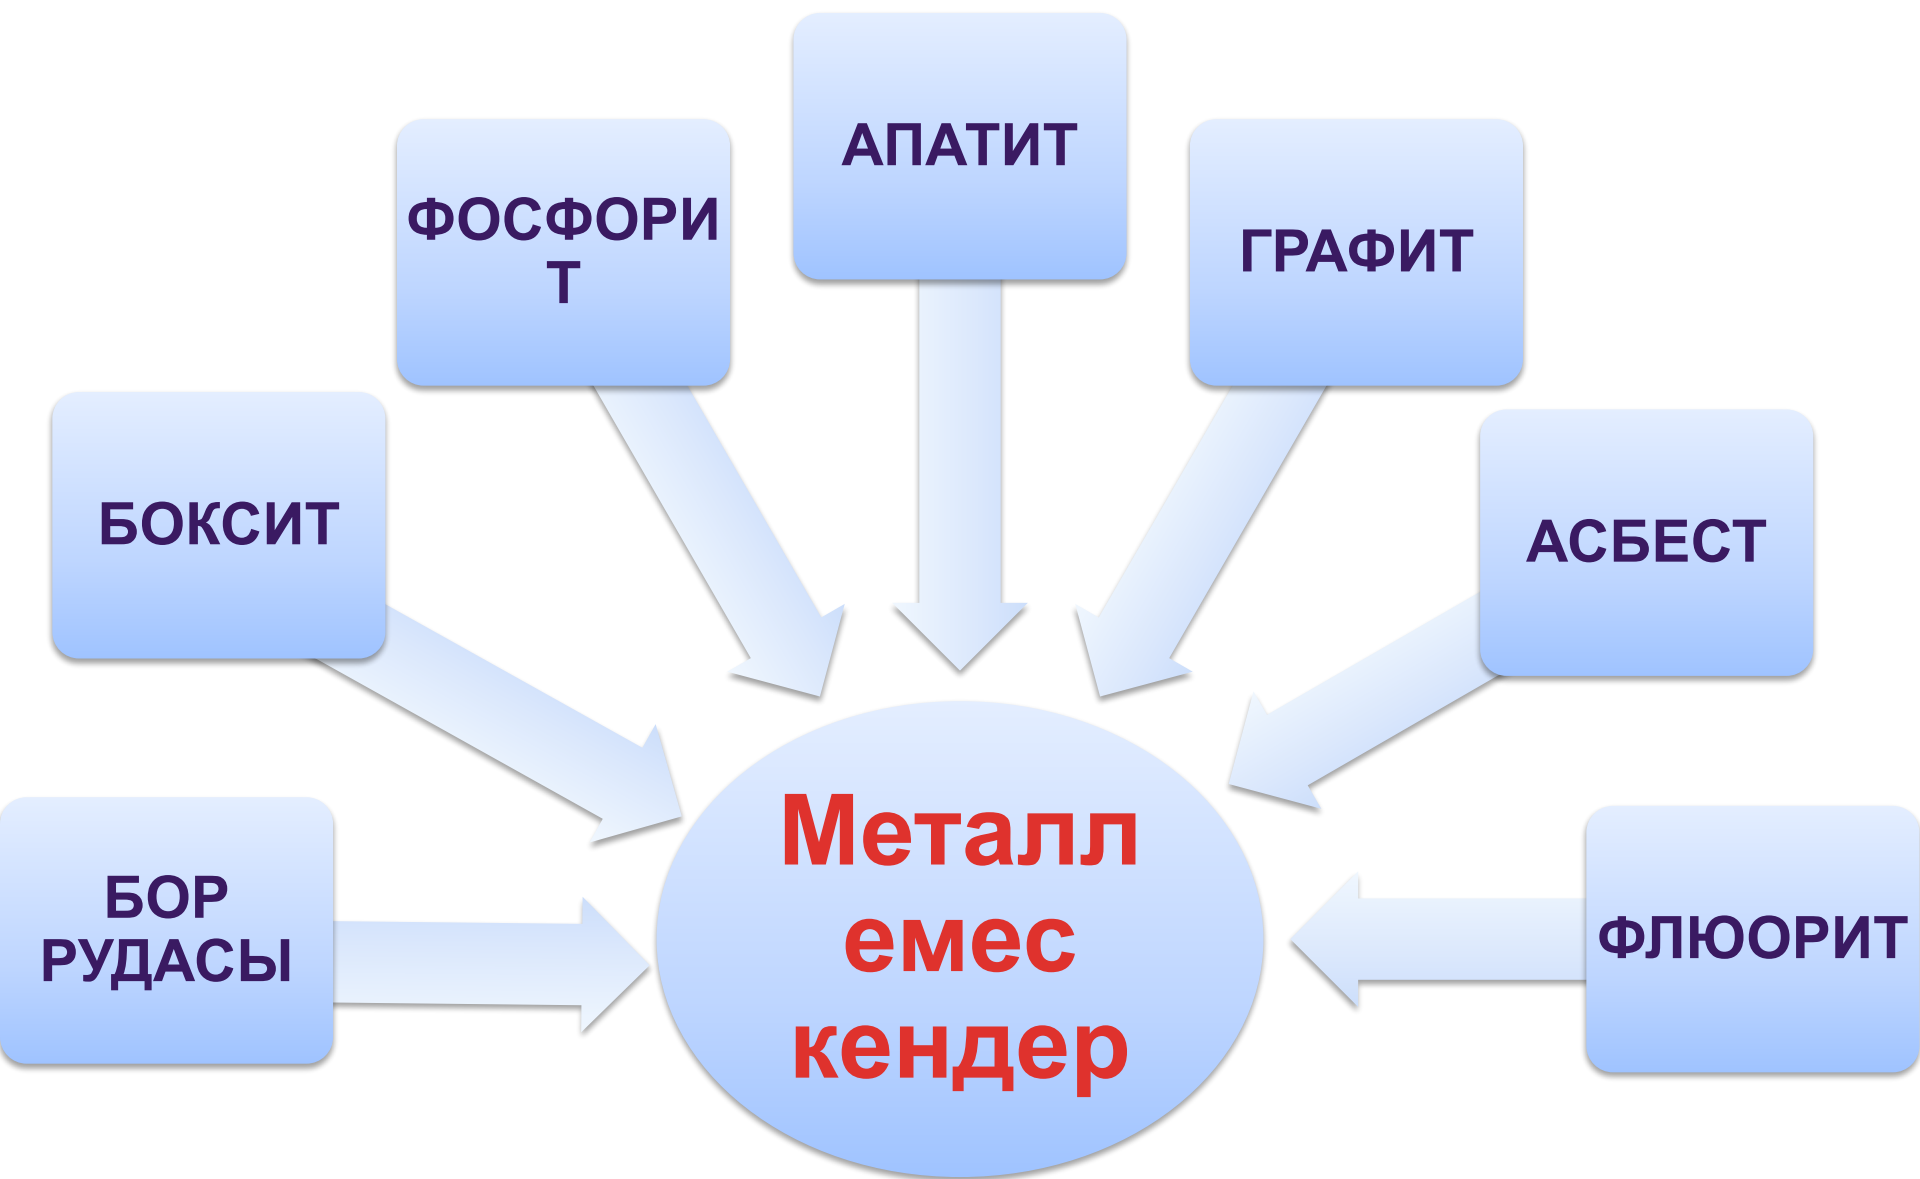 АПАТИТ
ФОСФОРИ
Т
ГРАФИТ
БОКСИТ
АСБЕСТ
БОР
РУДАСЫ
ФЛЮОРИТ
Металл
емес
кендер